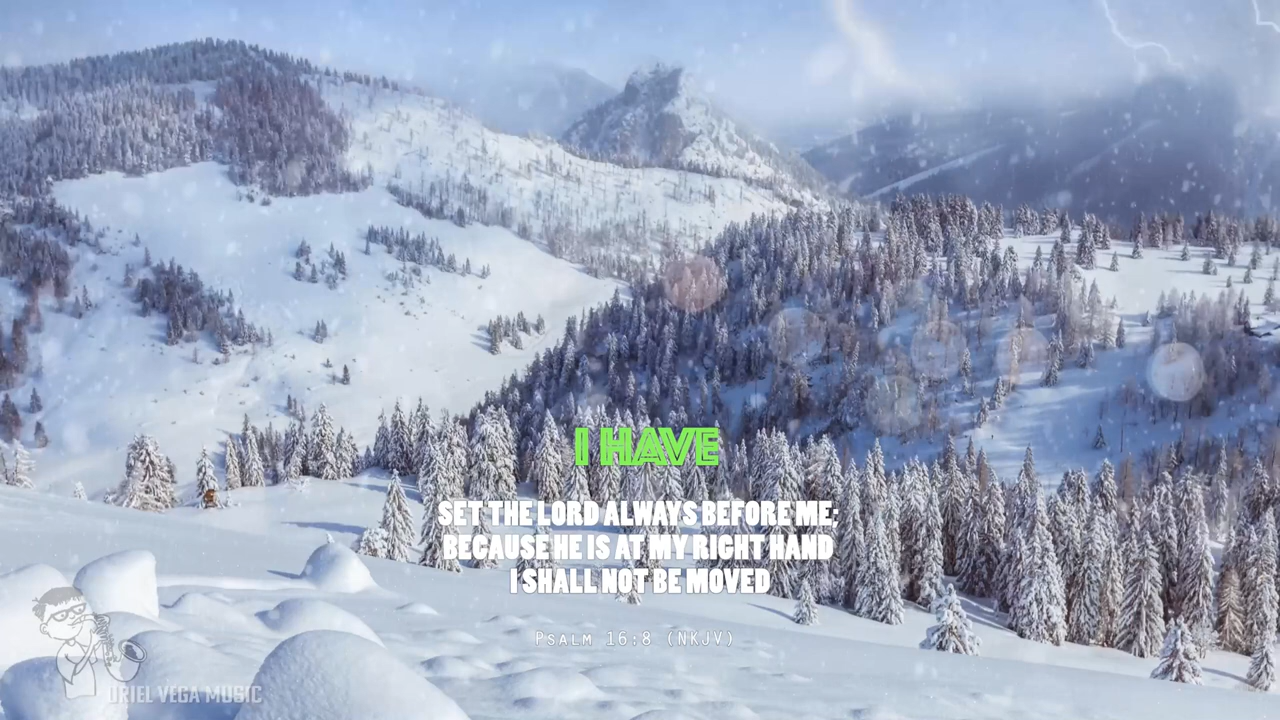 I HAVE
SET THE LORD ALWAYS BEFORE ME;
BECAUSE HE IS AT MY RIGHT HAND
I SHALL NOT BE MOVED
Psalm 16:8 (NKJV)
URIEL VEGA MUSIC